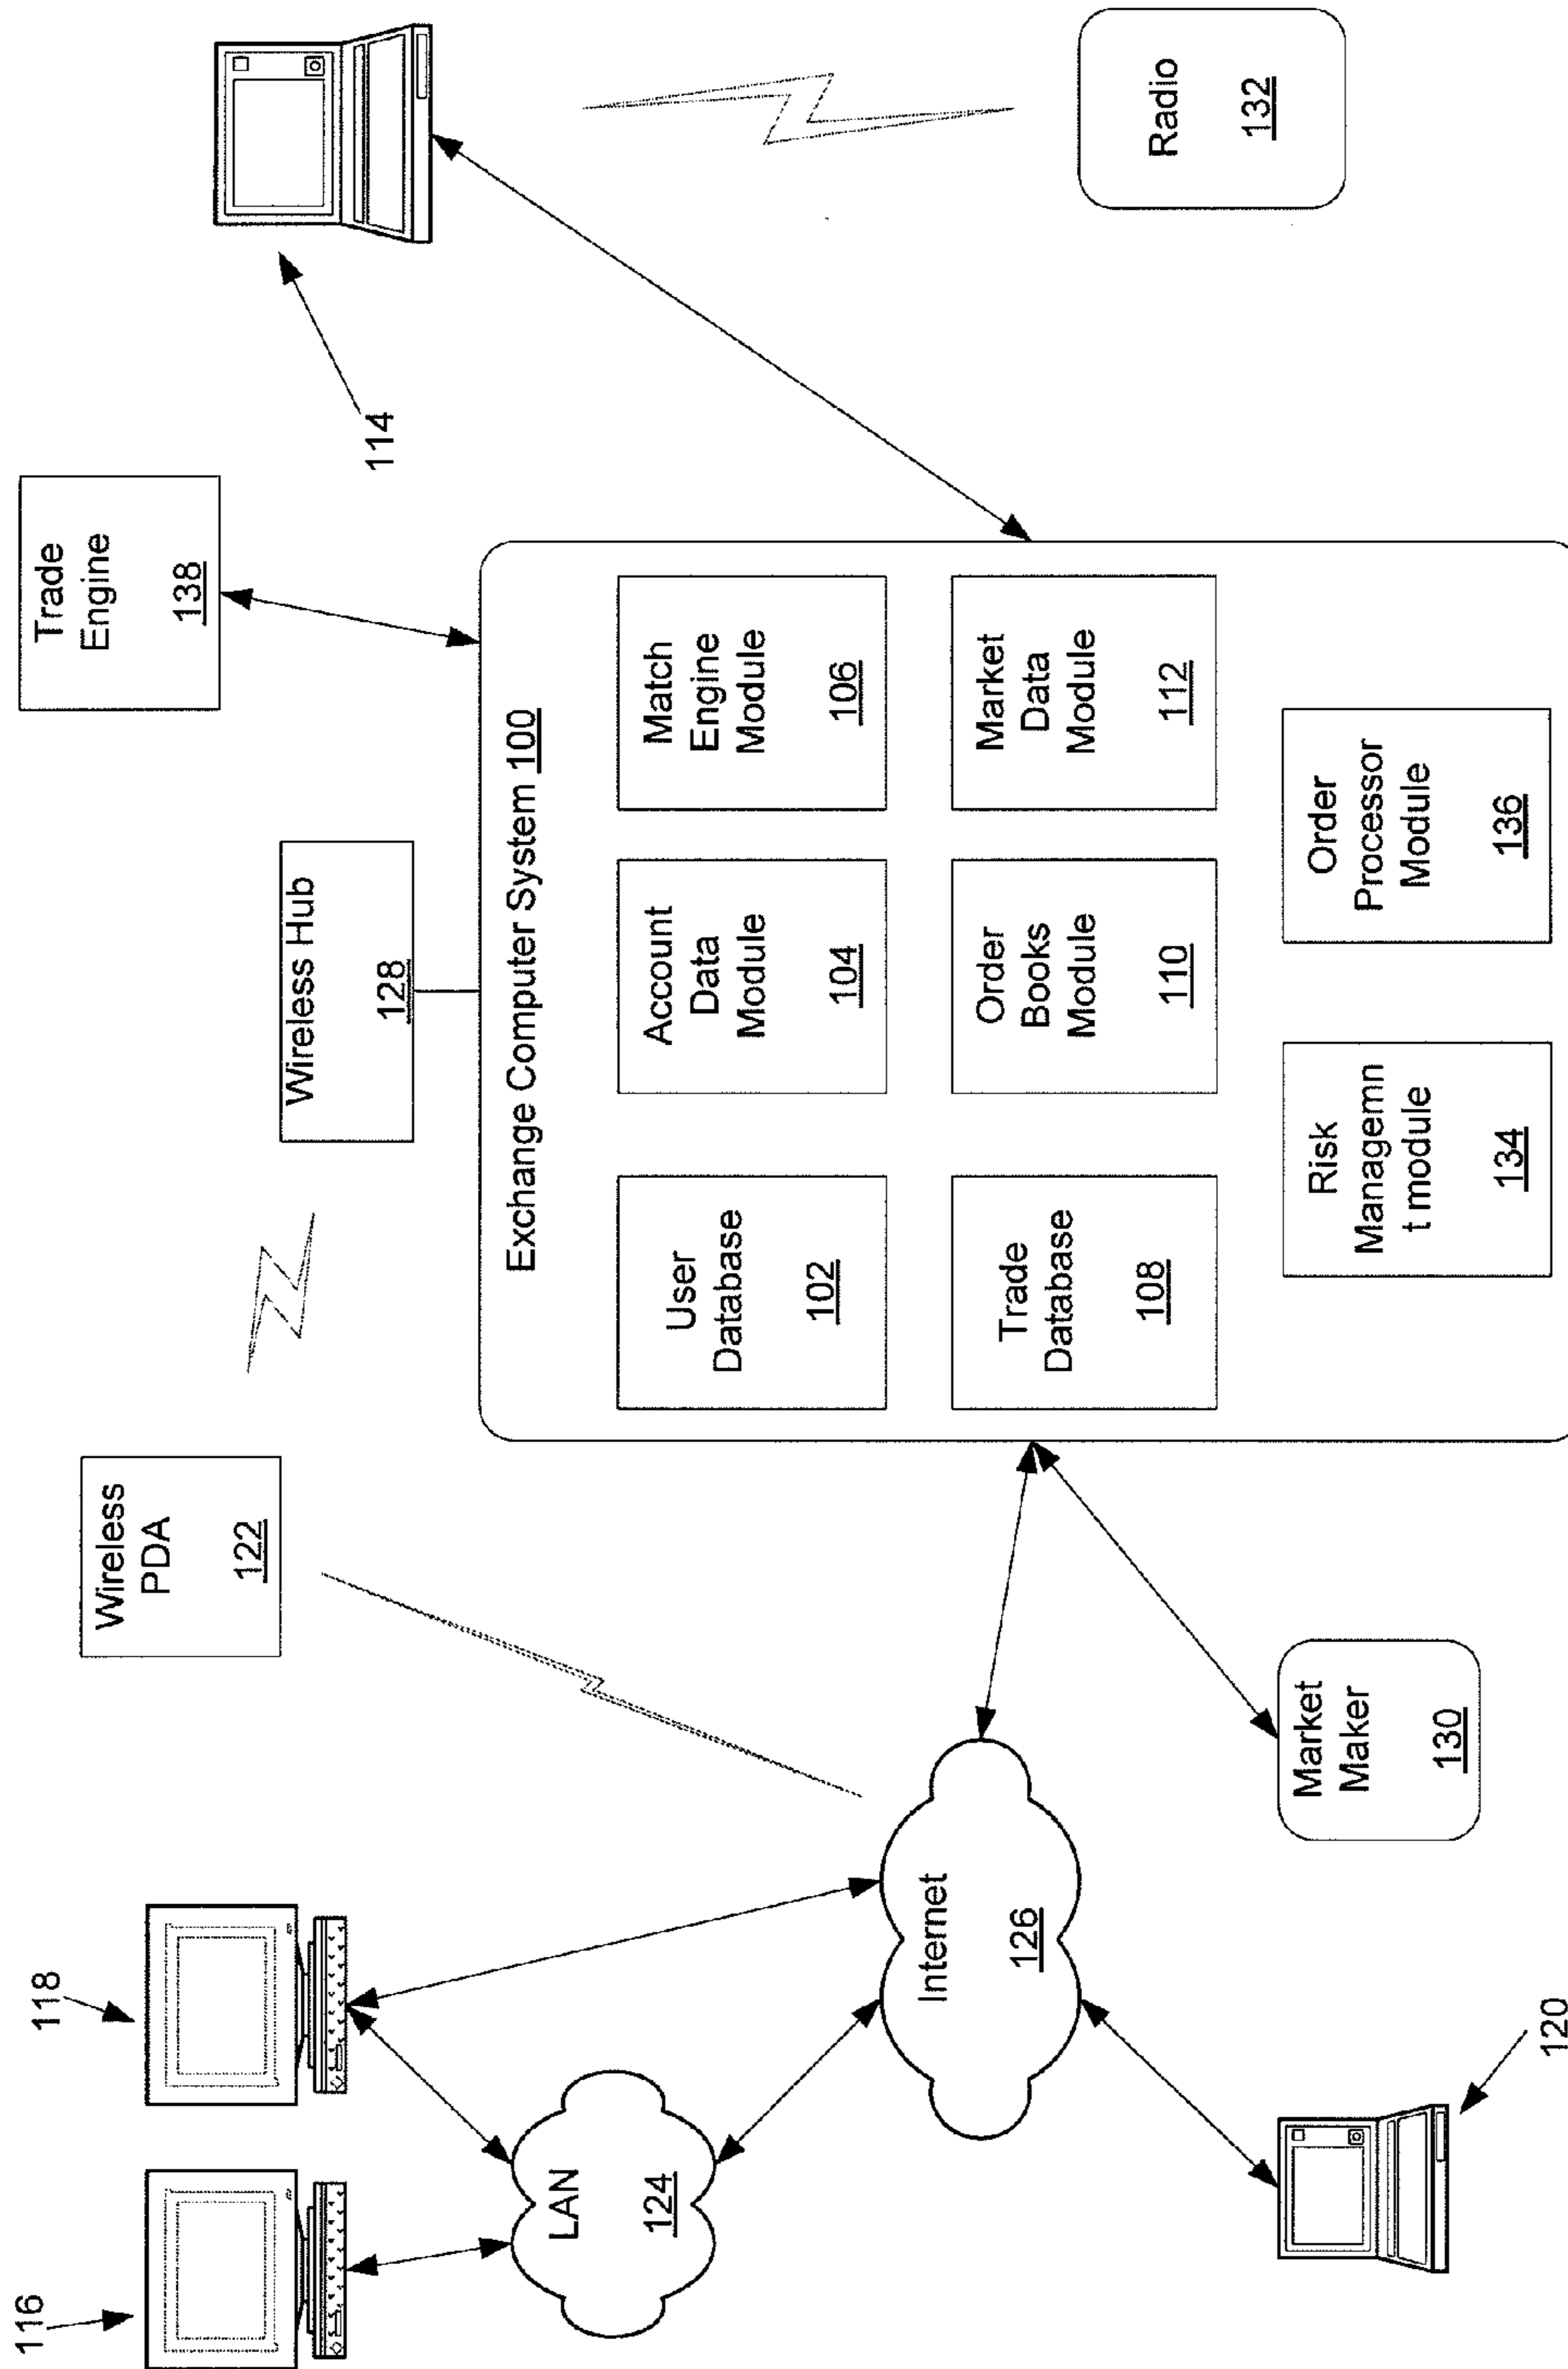 116
118
Wireless
PDA
122
Wireless Hub
128
Trade
Engine
138
114
LAN
124
Internet
126
120
Market
Maker
130
Exchange Computer System 100
User
Database
102
Account
Data
Module
104
Match
Engine
Module
106
Trade
Database
108
Order
Books
Module
110
Market
Data
Module
112
Risk
Managemn
t module
134
Order
Processor
Module
136
Radio
132